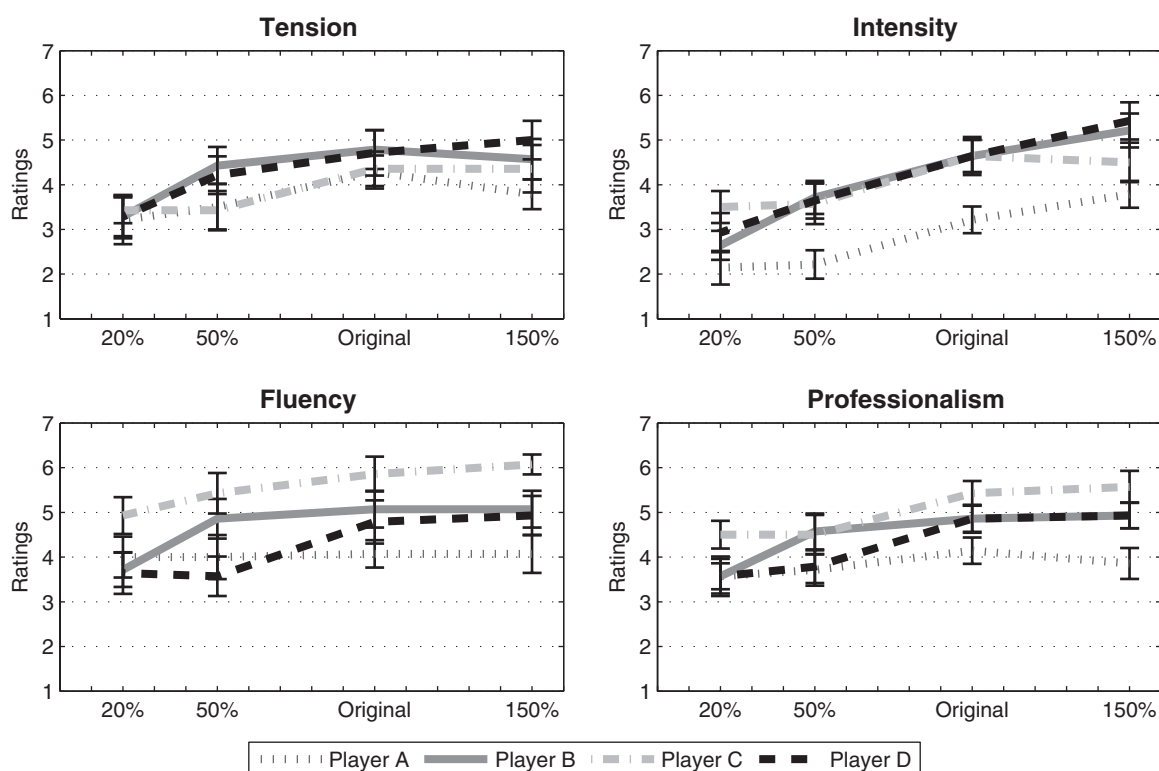 Tension
7
6
5
4
3
2
1
Ratings
20% 50% Original 150%
Intensity
7
6
5
4
3
2
1
Ratings
20% 50% Original 150%
Fluency
7
6
5
4
3
2
1
Ratings
20% 50% Original 150%
Professionalism
7
6
5
4
3
2
1
Ratings
20% 50% Original 150%
Player A Player B Player C Player D